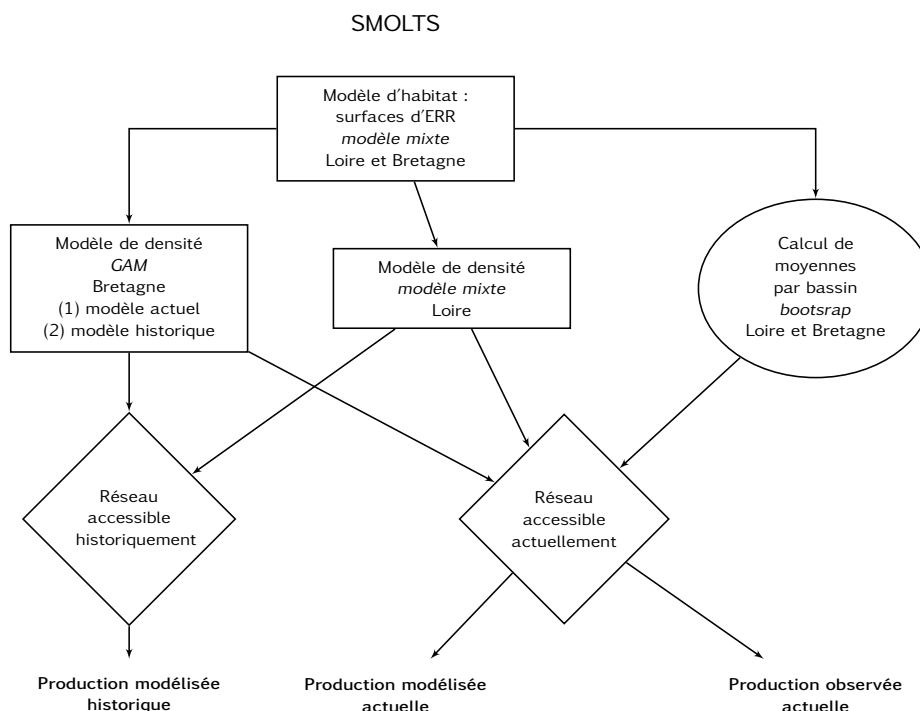 SMOLTS
Modèle d'habitat :
surfaces d'ERR
modèle mixte
Loire et Bretagne
Modèle de densité
GAM
Bretagne
(1) modèle actuel
(2) modèle historique
Modèle de densité
modèle mixte
Loire
Calcul de
moyennes
par bassin
bootsrap
Loire et Bretagne
Réseau
accessible
historiquement
Réseau
accessible
actuellement
Production modélisée
historique
Production modélisée
actuelle
Production observée
actuelle